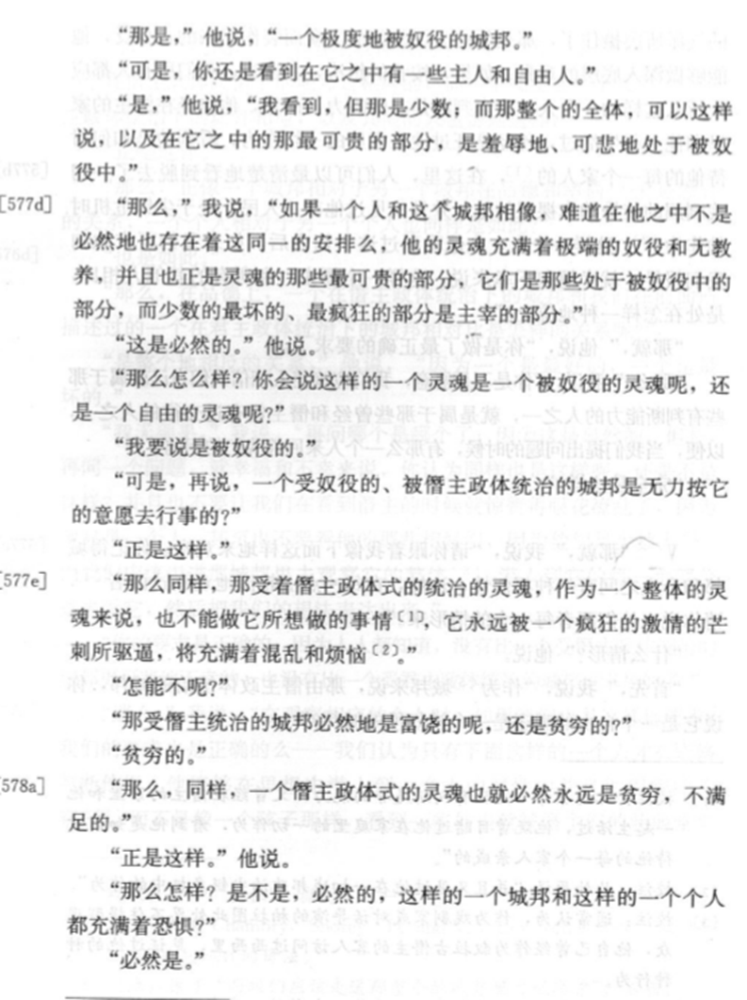 “那是，”他说，“一个极度地被奴役的城邦。”
“可是，你还是看到在它之中有一些主人和自由人。”
“是，”他说，“我看到，但那是少数；而那整个的全体，可以这样
说，以及在它之中的那最可贵的部分，是羞辱地、可悲地处于被奴
役中。”
[577d] “那么，”我说，“如果一个人和这个城邦相像，难道在他之中不是
必然地也存在着这同一的安排么，他的灵魂充满着极端的奴役和无教
养，并且也正是灵魂的那些最可贵的部分，它们是那些处于被奴役中的
部分，而少数的最坏的、最疯狂的部分是主宰的部分。”
“这是必然的。”他说。
“那么怎么样？你会说这样的一个灵魂是一个被奴役的灵魂呢，还
是一个自由的灵魂呢？”
“我要说是被奴役的。”
“可是，再说，一个受奴役的、被僭主政体统治的城邦是无力按它
的意愿去行事的？”
“正是这样。”
[577e] “那么同样，那受着僭主政体式的统治的灵魂，作为一个整体的灵
魂来说，也不能做它所想做的事情〔1〕，它永远被一个疯狂的激情的芒
刺所驱逼，将充满着混乱和烦恼〔2〕。”
“怎能不呢？”
“那受僭主统治的城邦必然地是富饶的呢，还是贫穷的？”
“贫穷的。”
[578a] “那么，同样，一个僭主政体式的灵魂也就必然永远是贫穷，不满
足的。”
“正是这样。”他说。
“那么怎么样？是不是，必然的，这样的一个城邦和这样的一个个人
都充满着恐惧？”
“必然是。”